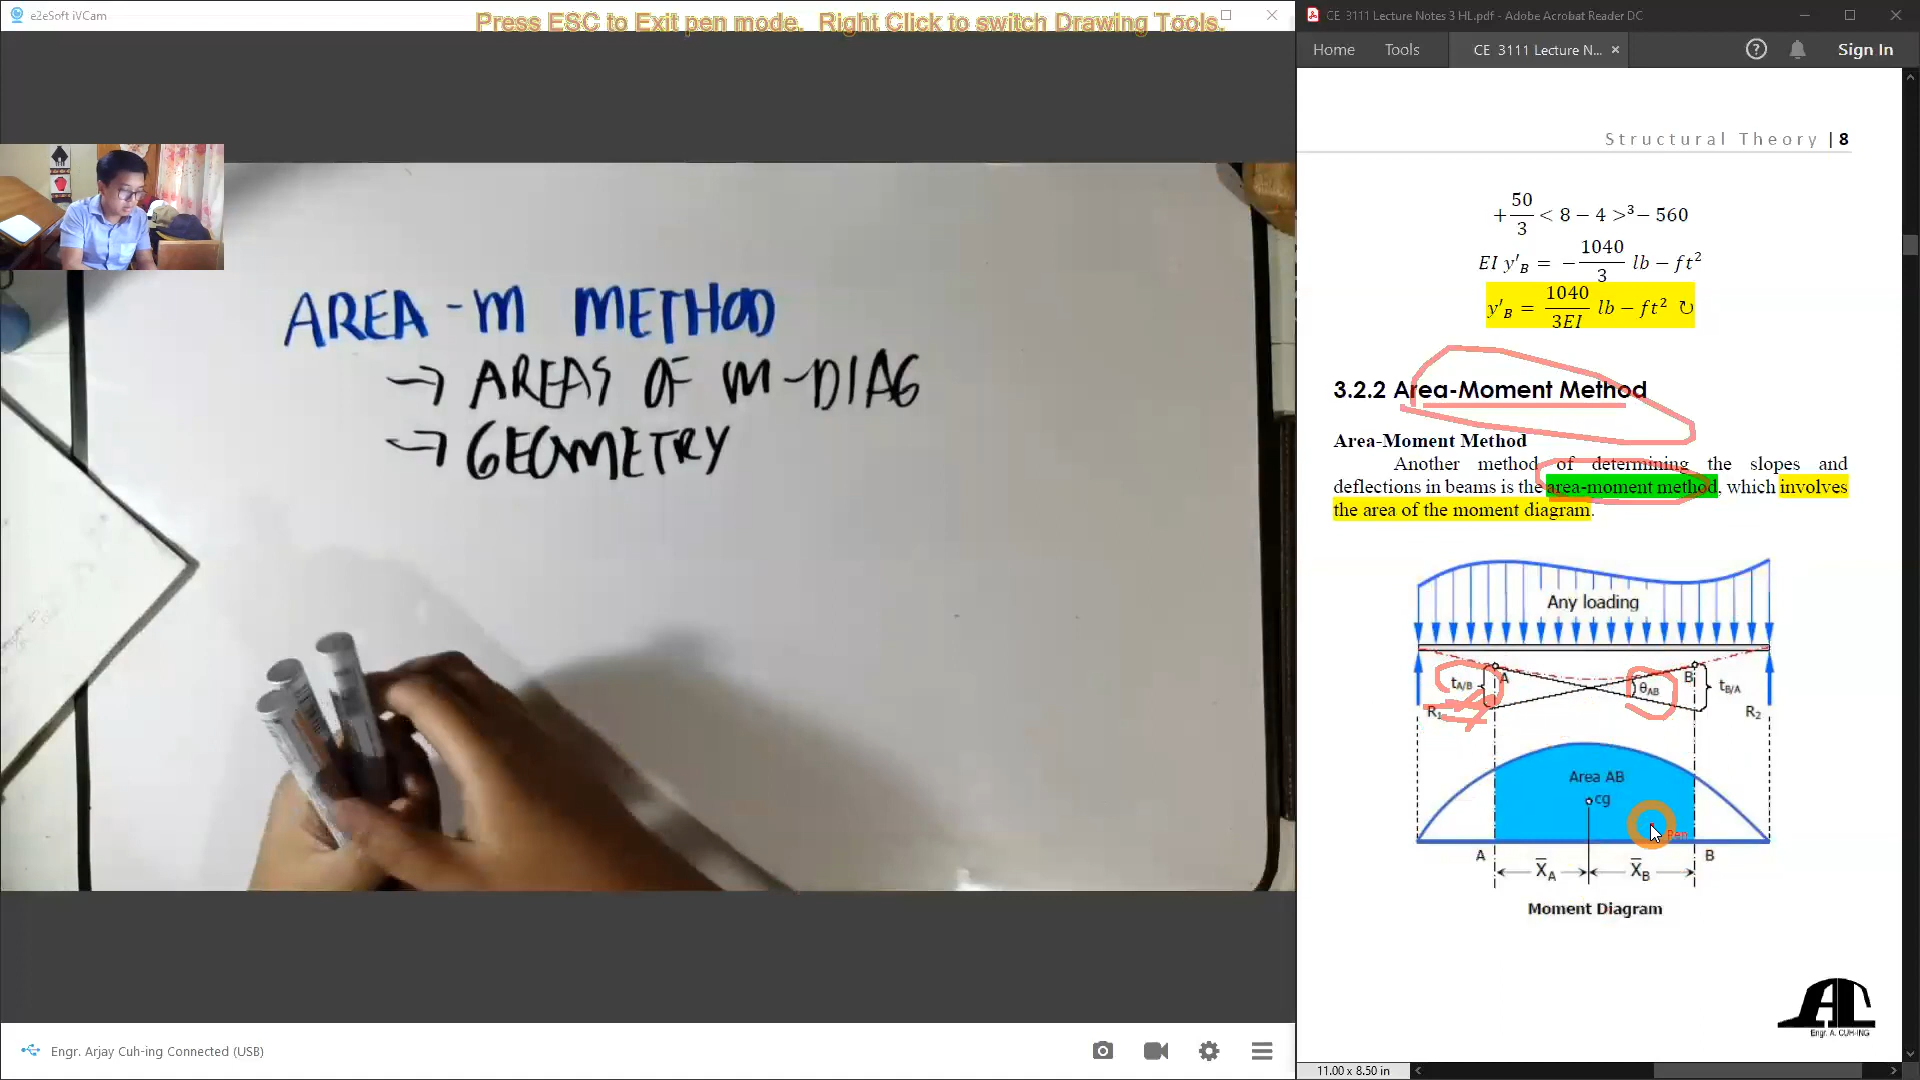 e2eSoft iVCam
Press ESC to Exit pen mode. Right Click to switch Drawing Tools.
AREA-M METHOD
→ AREAS OF M-DIAG
→ GEOMETRY
Engr. Arjay Cuh-ing Connected (USB)
CE 3111 Lecture Notes 3 HL.pdf - Adobe Acrobat Reader DC
Home Tools CE 3111 Lecture N... × Sign In
Structural Theory | 8
+50/3 < 8 − 4 >³ − 560
EI y'B = −1040/3 lb − ft²
y'B = 1040/3EI lb − ft² ↻
3.2.2 Area-Moment Method
Area-Moment Method
Another method of determining the slopes and
deflections in beams is the area-moment method, which involves
the area of the moment diagram.
Any loading
tA/B A θAB B tB/A
R1 R2
Area AB
cg
Pen
A B
X̄A X̄B
Moment Diagram
AC
Engr. A. CUH-ING
11.00 x 8.50 in